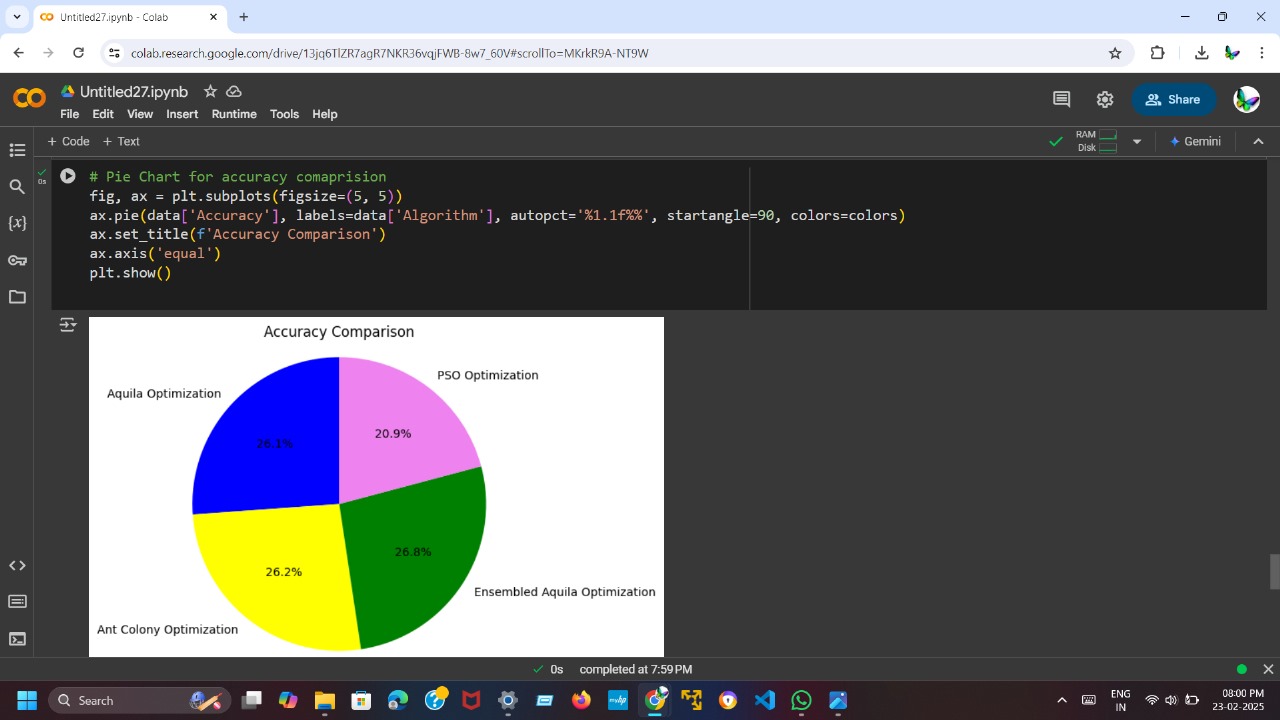 Untitled27.ipynb - Colab
colab.research.google.com/drive/13jq6TlZR7agR7NKR36vqjFWB-8w7_60V#scrollTo=MKrkR9A-NT9W
Untitled27.ipynb
File Edit View Insert Runtime Tools Help
Share
+ Code + Text
RAM
Disk
Gemini
0s
# Pie Chart for accuracy comaprision
fig, ax = plt.subplots(figsize=(5, 5))
ax.pie(data['Accuracy'], labels=data['Algorithm'], autopct='%1.1f%%', startangle=90, colors=colors)
ax.set_title(f'Accuracy Comparison')
ax.axis('equal')
plt.show()
Accuracy Comparison
PSO Optimization
Aquila Optimization
20.9%
26.1%
26.8%
26.2%
Ensembled Aquila Optimization
Ant Colony Optimization
0s completed at 7:59 PM
Search
ENG
IN
08:00 PM
23-02-2025